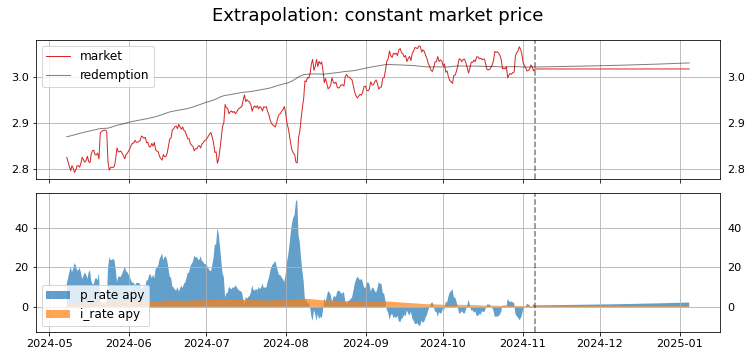 Extrapolation: constant market price
market
redemption
3.0 3.0
2.9 2.9
2.8 2.8
40 40
20 20
0 0
p_rate apy
i_rate apy
2024-05 2024-06 2024-07 2024-08 2024-09 2024-10 2024-11 2024-12 2025-01